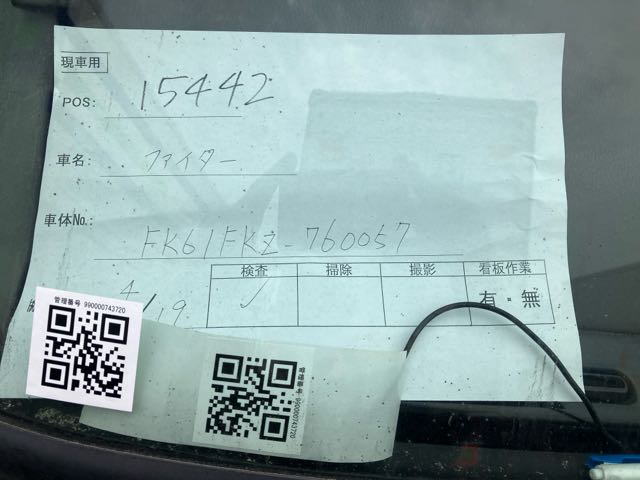 現車用
POS: 15442
車名: ファイター
車体No.: FK61FKZ-760057
検査 掃除 撮影 看板作業
4/19 ✓ 有・無
管理番号 990000743720
管理番号 990000743720